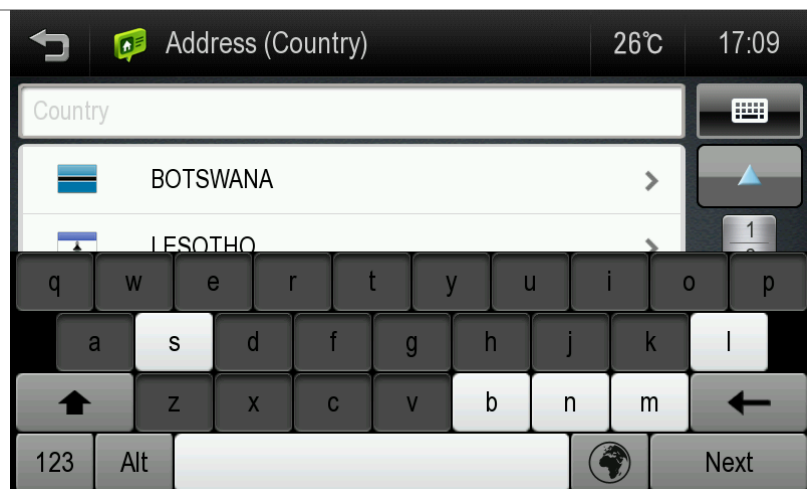 Address (Country) 26°C 17:09
Country
BOTSWANA
LESOTHO
1
q w e r t y u i o p
a s d f g h j k l
z x c v b n m
123 Alt Next